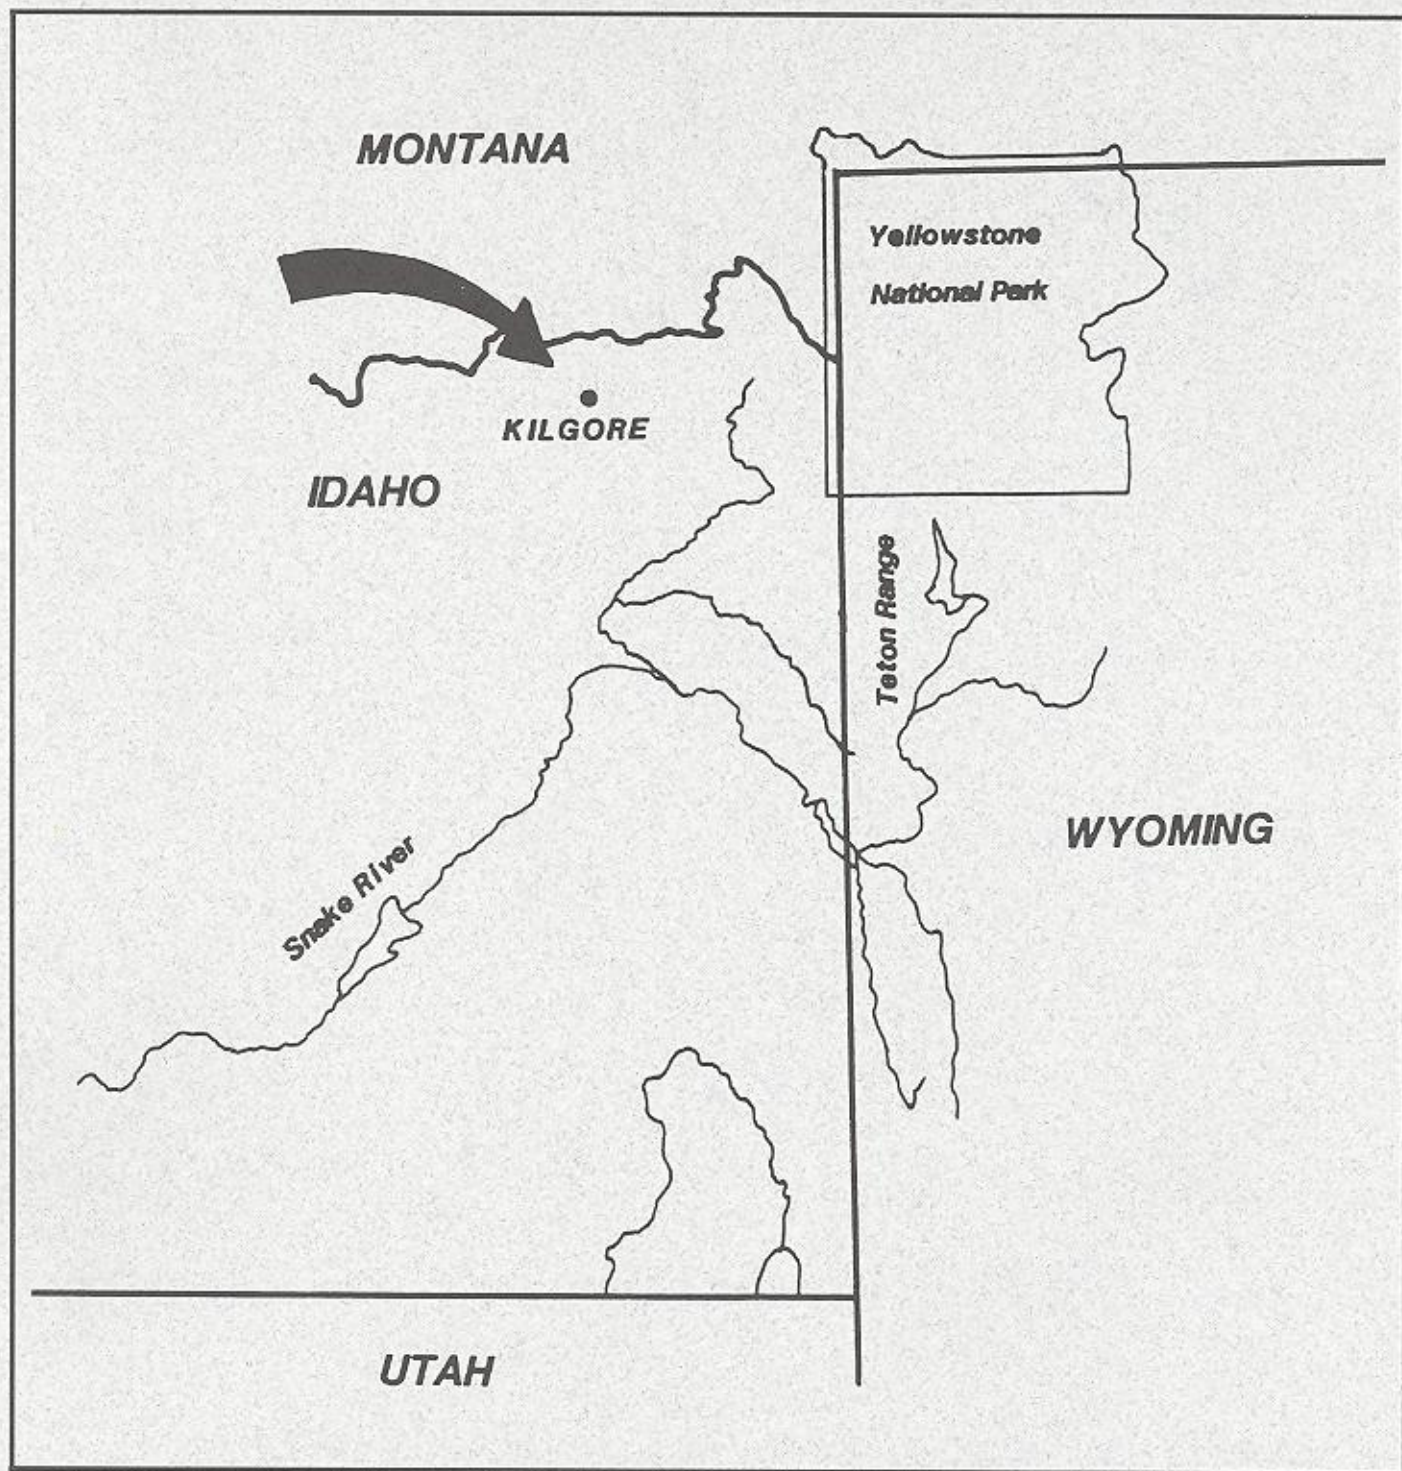 MONTANA
Yellowstone
National Park
KILGORE
IDAHO
Teton Range
WYOMING
Snake River
UTAH